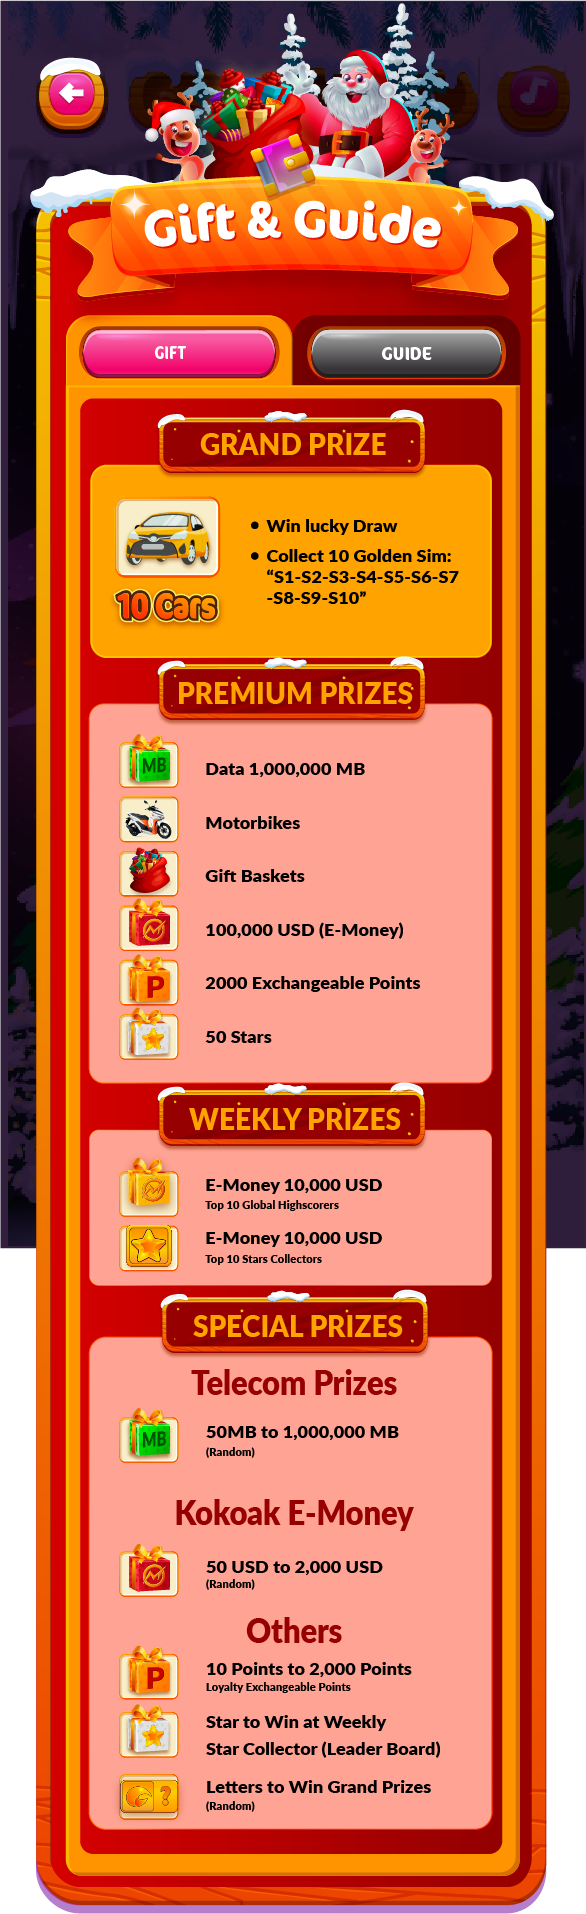 Gift & Guide
GIFT
GUIDE
GRAND PRIZE
10 Cars
• Win lucky Draw
• Collect 10 Golden Sim:
“S1-S2-S3-S4-S5-S6-S7
-S8-S9-S10”
PREMIUM PRIZES
MB
Data 1,000,000 MB
Motorbikes
Gift Baskets
100,000 USD (E-Money)
P
2000 Exchangeable Points
50 Stars
WEEKLY PRIZES
E-Money 10,000 USD
Top 10 Global Highscorers
E-Money 10,000 USD
Top 10 Stars Collectors
SPECIAL PRIZES
Telecom Prizes
MB
50MB to 1,000,000 MB
(Random)
Kokoak E-Money
50 USD to 2,000 USD
(Random)
Others
P
10 Points to 2,000 Points
Loyalty Exchangeable Points
Star to Win at Weekly
Star Collector (Leader Board)
?
Letters to Win Grand Prizes
(Random)